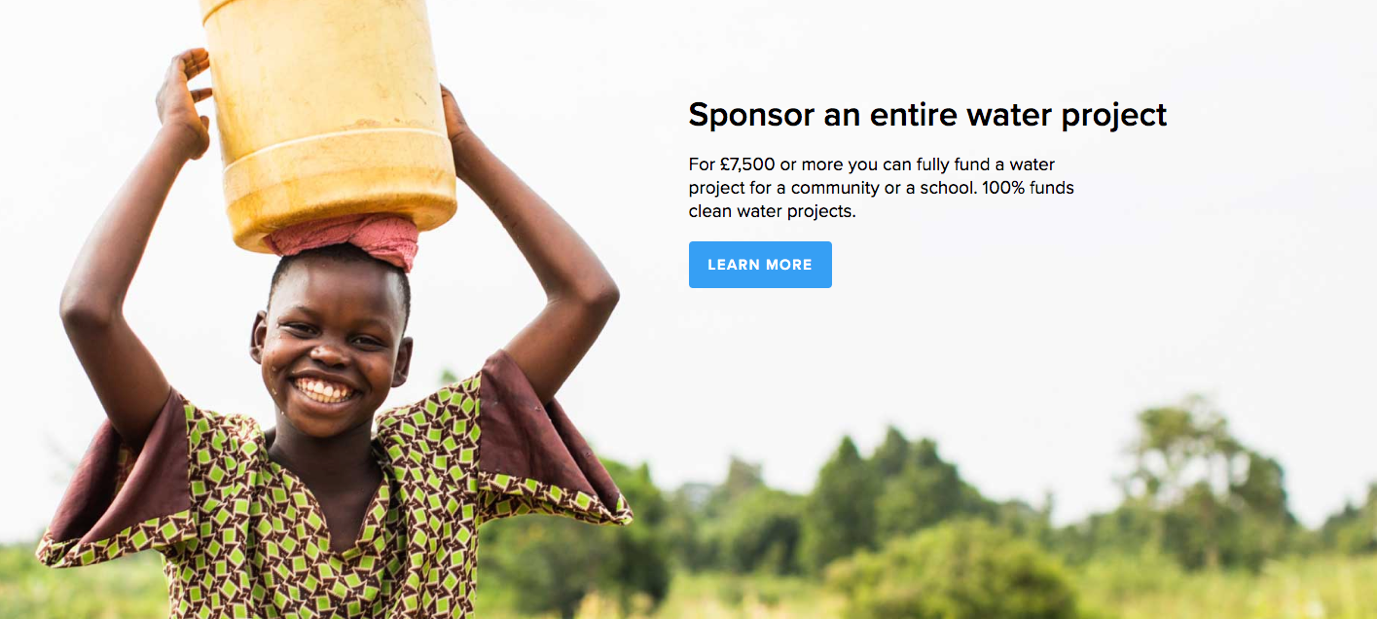 Sponsor an entire water project
For £7,500 or more you can fully fund a water
project for a community or a school. 100% funds
clean water projects.
LEARN MORE